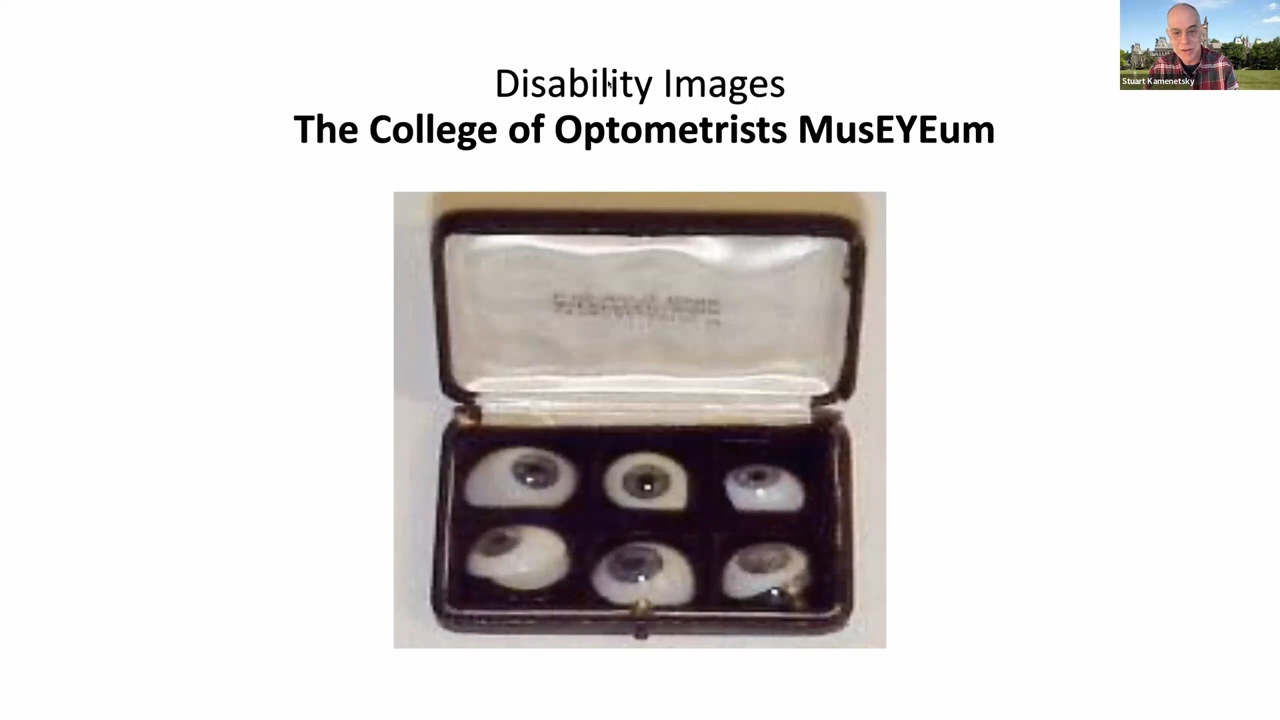 Disability Images
The College of Optometrists MusEYEum
Stuart Kamenetsky